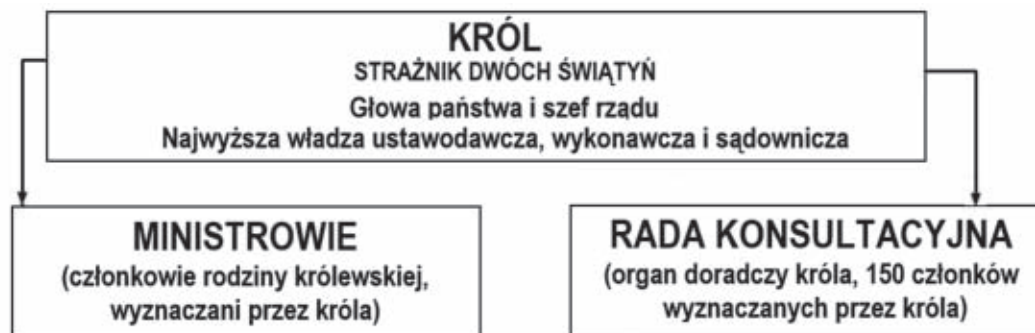 KRÓL
STRAŻNIK DWÓCH ŚWIĄTYŃ
Głowa państwa i szef rządu
Najwyższa władza ustawodawcza, wykonawcza i sądownicza
MINISTROWIE
(członkowie rodziny królewskiej,
wyznaczani przez króla)
RADA KONSULTACYJNA
(organ doradczy króla, 150 członków
wyznaczanych przez króla)